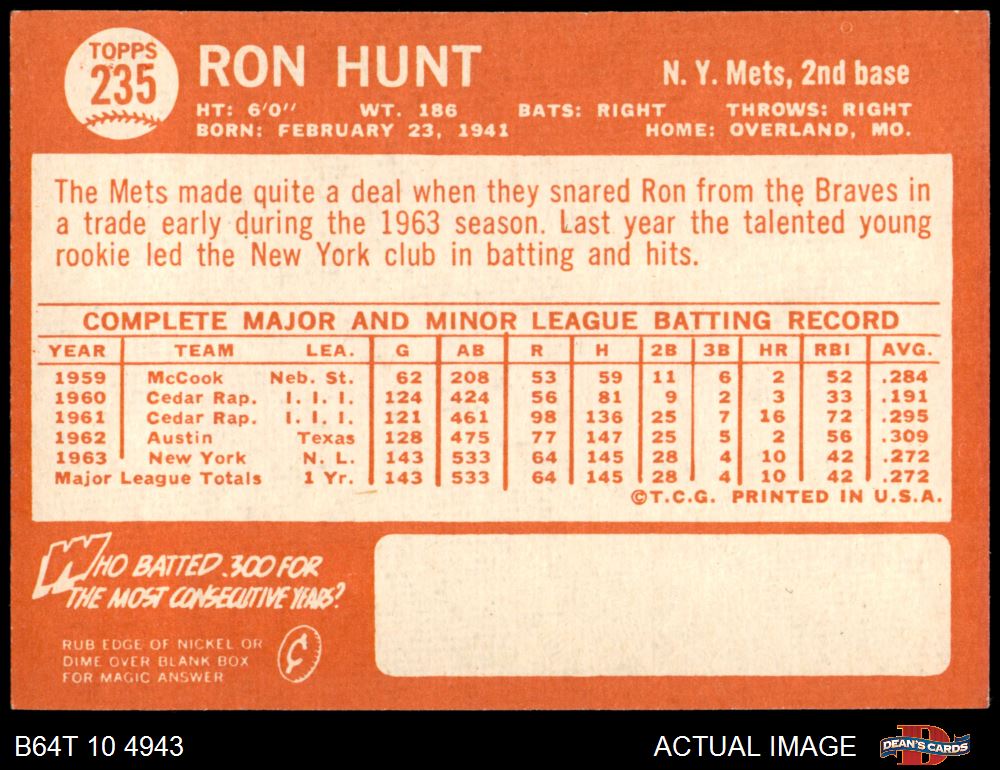 TOPPS
235
RON HUNT
N. Y. Mets, 2nd base
HT: 6'0" WT. 186 BATS: RIGHT THROWS: RIGHT
BORN: FEBRUARY 23, 1941 HOME: OVERLAND, MO.
The Mets made quite a deal when they snared Ron from the Braves in
a trade early during the 1963 season. Last year the talented young
rookie led the New York club in batting and hits.
COMPLETE MAJOR AND MINOR LEAGUE BATTING RECORD
YEAR TEAM LEA. G AB R H 2B 3B HR RBI AVG.
1959 McCook Neb. St. 62 208 53 59 11 6 2 52 .284
1960 Cedar Rap. I. I. I. 124 424 56 81 9 2 3 33 .191
1961 Cedar Rap. I. I. I. 121 461 98 136 25 7 16 72 .295
1962 Austin Texas 128 475 77 147 25 5 2 56 .309
1963 New York N. L. 143 533 64 145 28 4 10 42 .272
Major League Totals 1 Yr. 143 533 64 145 28 4 10 42 .272
©T.C.G. PRINTED IN U.S.A.
WHO BATTED .300 FOR
THE MOST CONSECUTIVE YEARS?
RUB EDGE OF NICKEL OR
DIME OVER BLANK BOX
FOR MAGIC ANSWER
¢
B64T 10 4943
ACTUAL IMAGE
DEAN'S CARDS